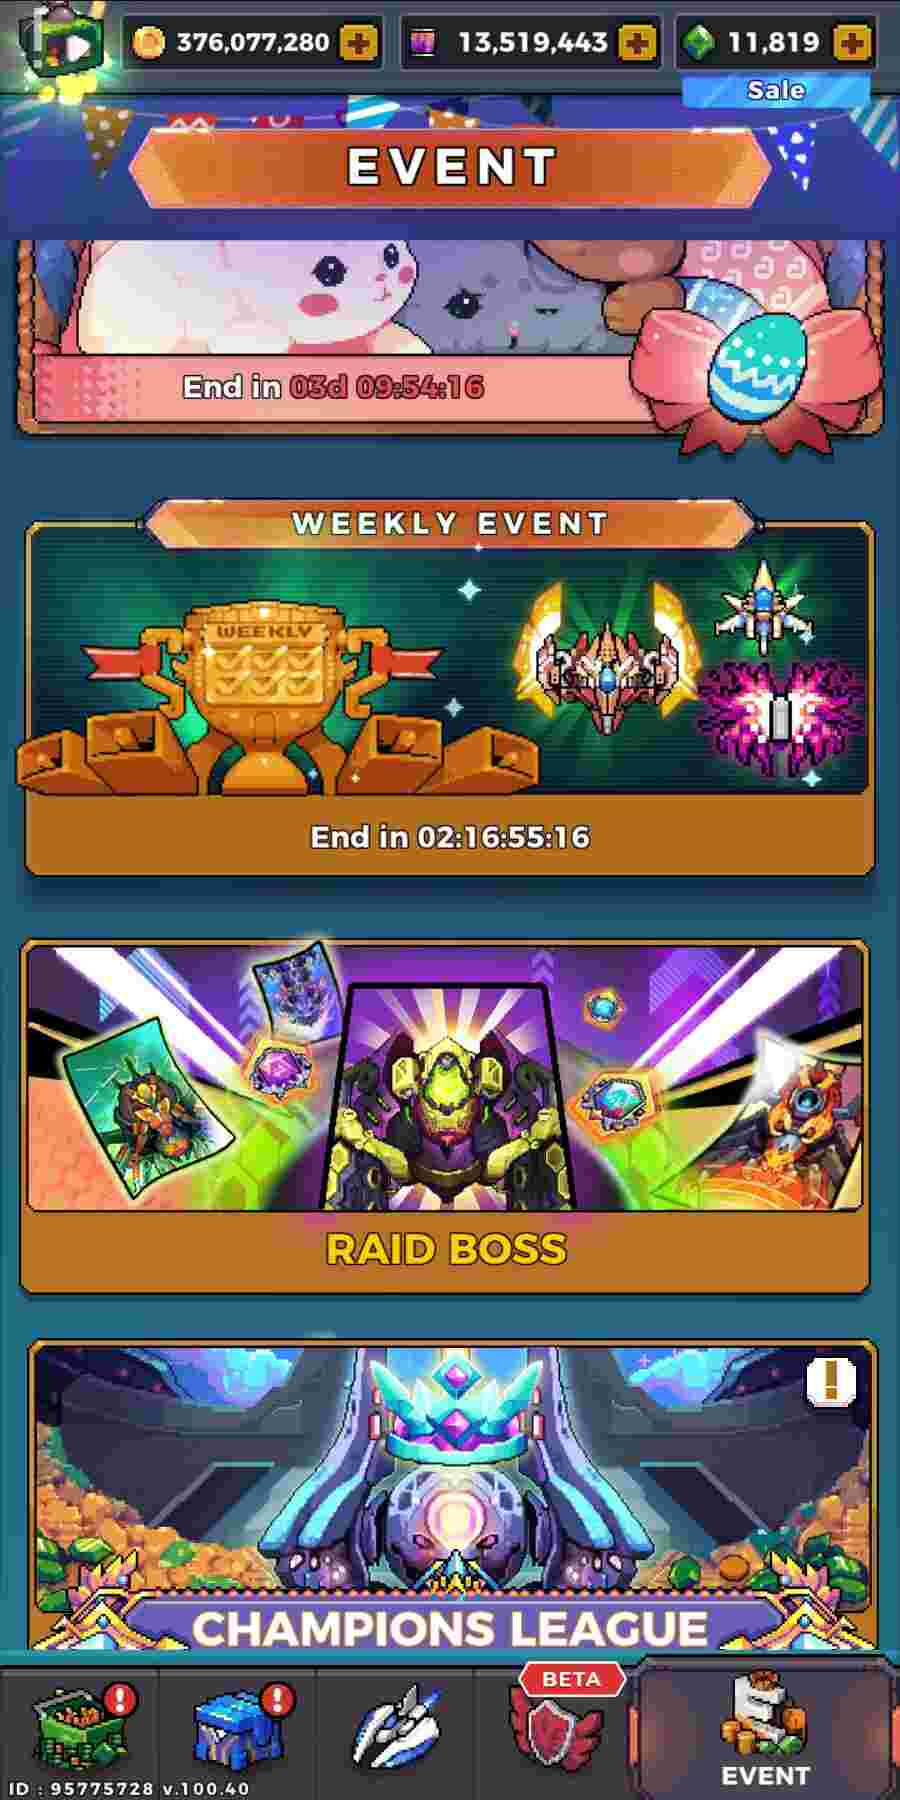 376,077,280
13,519,443
11,819
Sale
EVENT
End in 03d 09:54:16
WEEKLY EVENT
WEEKLY
End in 02:16:55:16
RAID BOSS
!
CHAMPIONS LEAGUE
BETA
!
!
EVENT
ID : 95775728 v.100.40